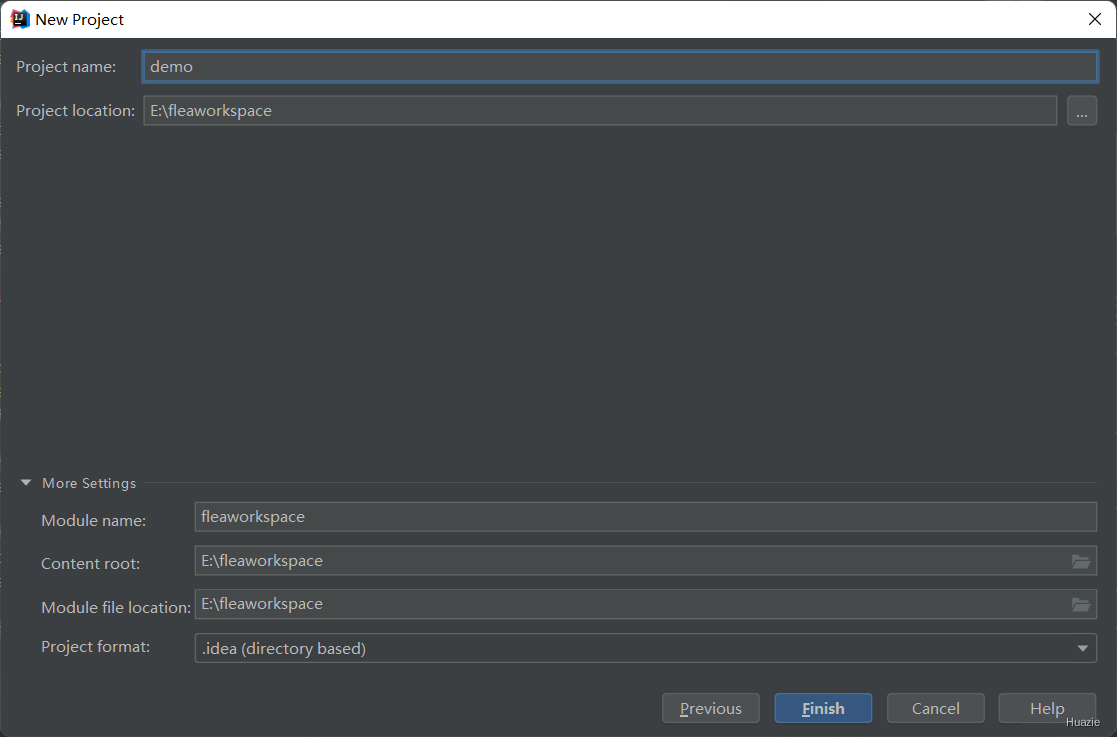 New Project
Project name: demo
Project location: E:\fleaworkspace ...
More Settings
Module name: fleaworkspace
Content root: E:\fleaworkspace
Module file location: E:\fleaworkspace
Project format: .idea (directory based)
Previous Finish Cancel Help
Huazie